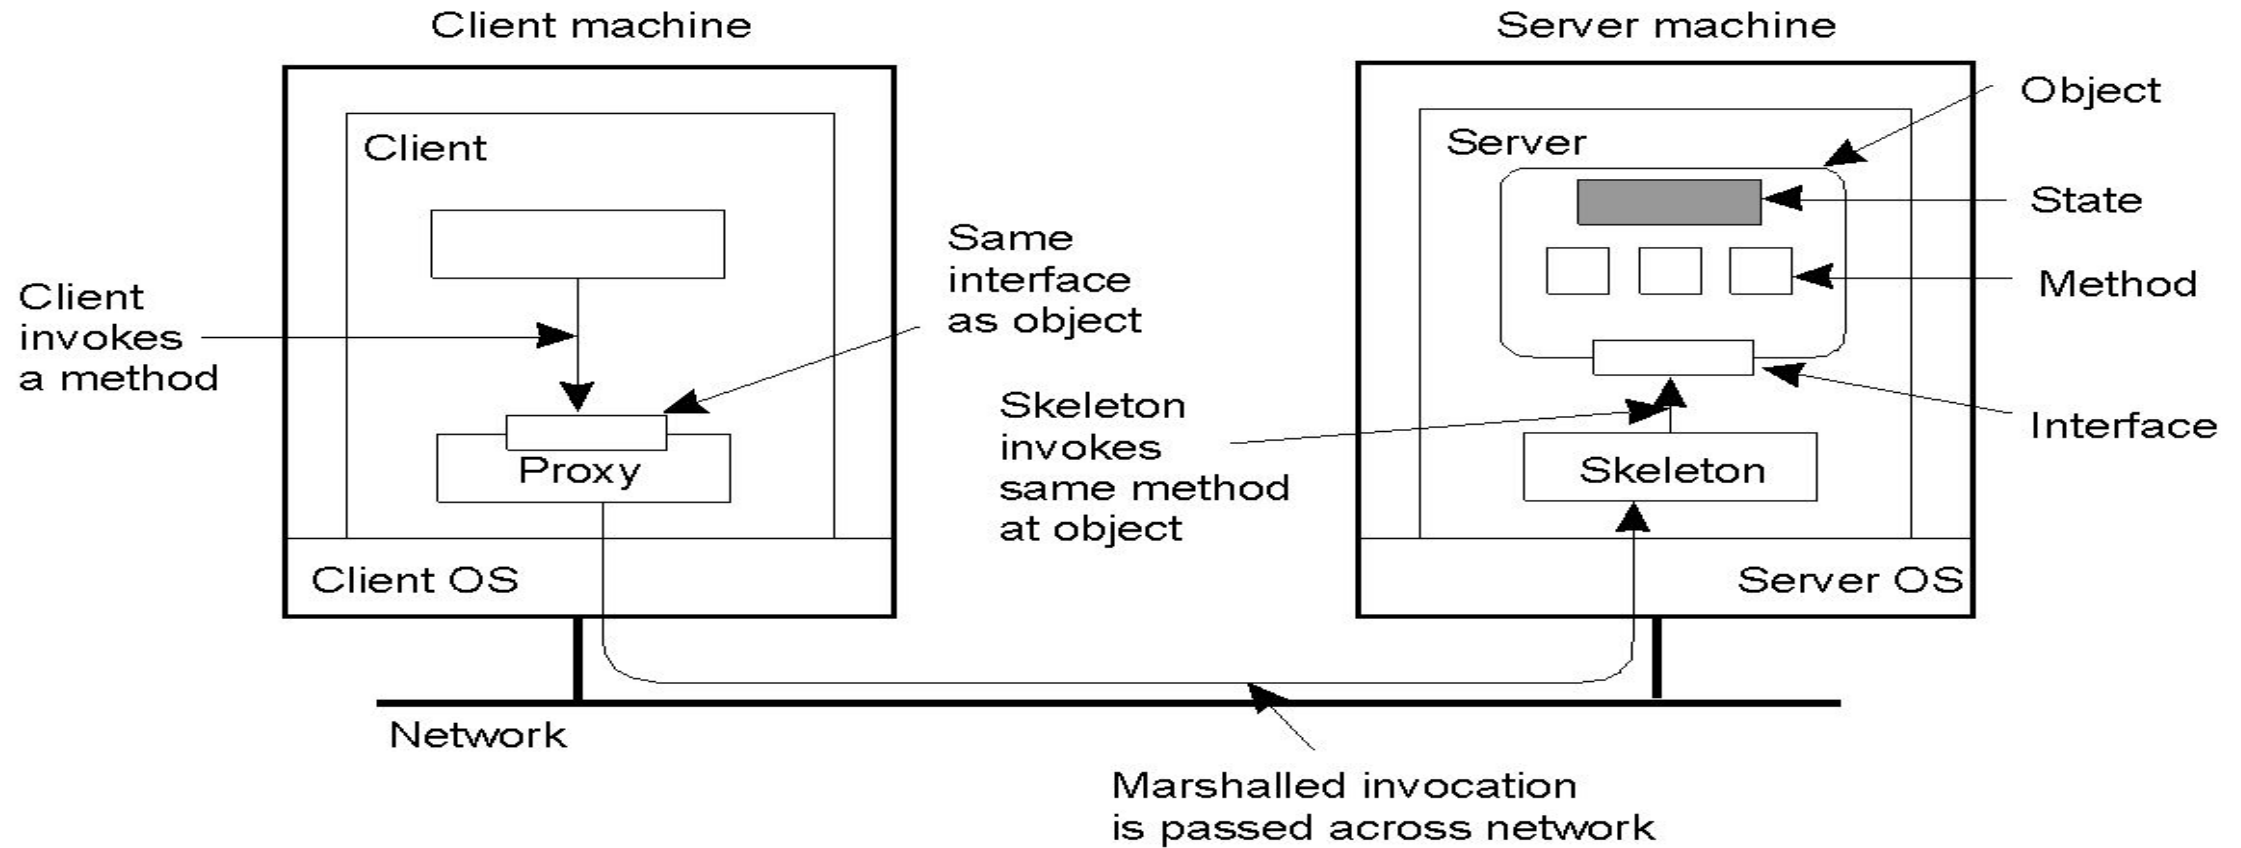 Client machine
Server machine
Object
Client
Server
State
Same
interface
as object
Method
Client
invokes
a method
Skeleton
invokes
same method
at object
Interface
Proxy
Skeleton
Client OS
Server OS
Network
Marshalled invocation
is passed across network